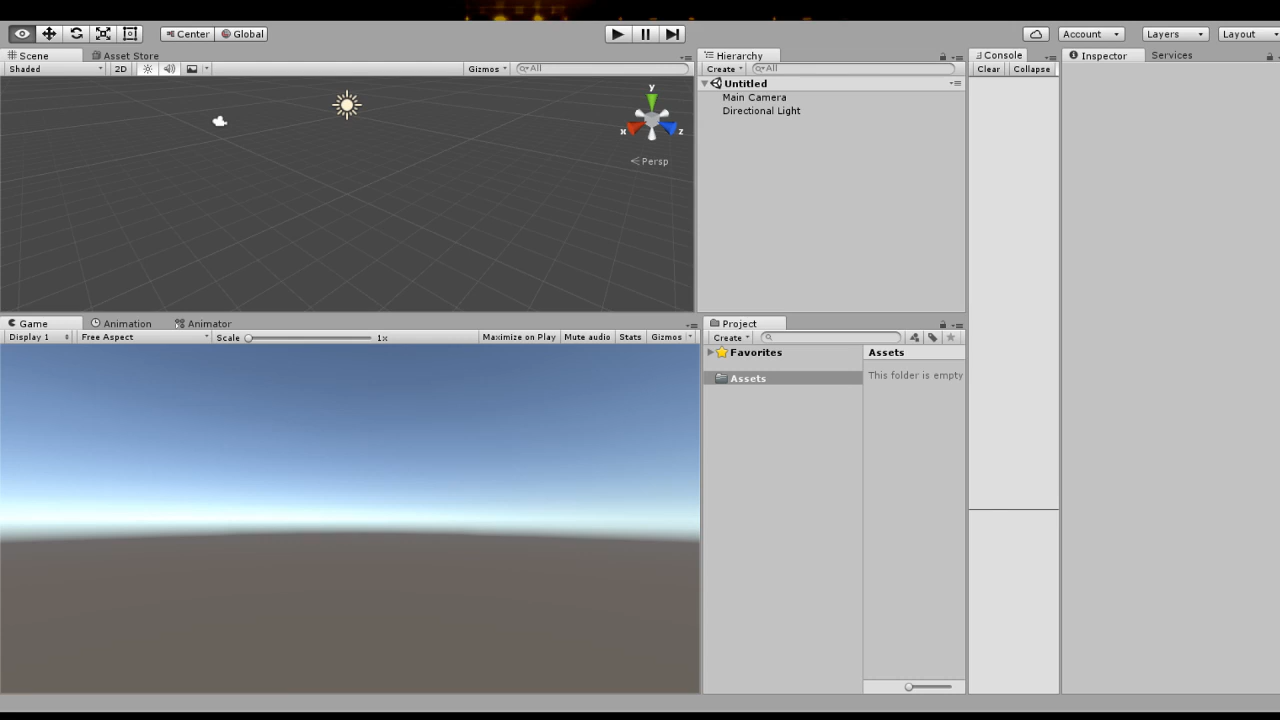 Center Global Account Layers Layout
Scene Asset Store Hierarchy Console Inspector Services
Shaded 2D Gizmos All Create All Clear Collapse
Untitled
Main Camera
Directional Light
y
x z
Persp
Game Animation Animator Project
Display 1 Free Aspect Scale 1x Maximize on Play Mute audio Stats Gizmos Create
Favorites Assets
This folder is empty
Assets